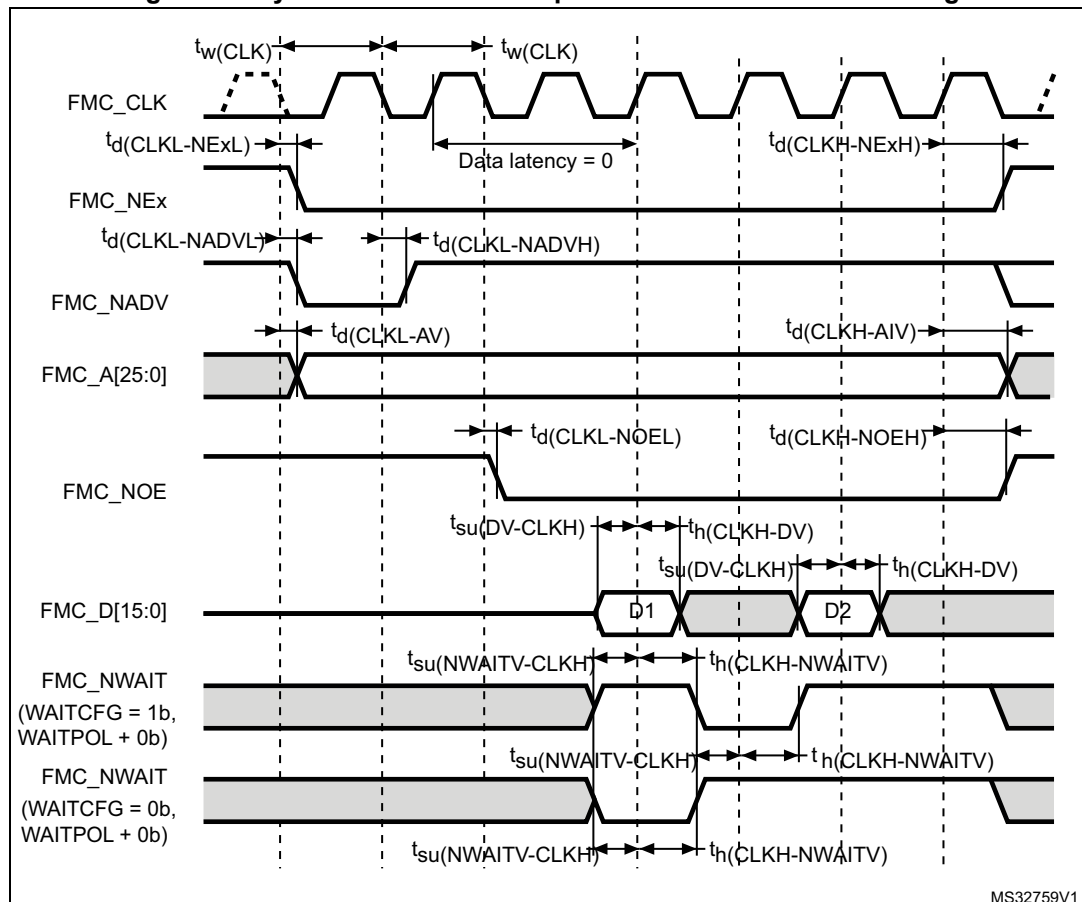 tw(CLK) tw(CLK)
FMC_CLK
td(CLKL-NExL) Data latency = 0 td(CLKH-NExH)
FMC_NEx
td(CLKL-NADVL) td(CLKL-NADVH)
FMC_NADV
td(CLKL-AV) td(CLKH-AIV)
FMC_A[25:0]
td(CLKL-NOEL) td(CLKH-NOEH)
FMC_NOE
tsu(DV-CLKH) th(CLKH-DV)
tsu(DV-CLKH) th(CLKH-DV)
FMC_D[15:0] D1 D2
tsu(NWAITV-CLKH) th(CLKH-NWAITV)
FMC_NWAIT
(WAITCFG = 1b,
WAITPOL + 0b)
tsu(NWAITV-CLKH) th(CLKH-NWAITV)
FMC_NWAIT
(WAITCFG = 0b,
WAITPOL + 0b)
tsu(NWAITV-CLKH) th(CLKH-NWAITV)
MS32759V1